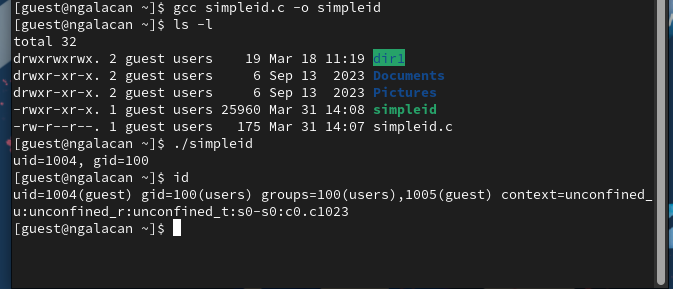 [guest@ngalacan ~]$ gcc simpleid.c -o simpleid
[guest@ngalacan ~]$ ls -l
total 32
drwxrwxrwx. 2 guest users    19 Mar 18 11:19 dir1
drwxr-xr-x. 2 guest users     6 Sep 13  2023 Documents
drwxr-xr-x. 2 guest users     6 Sep 13  2023 Pictures
-rwxr-xr-x. 1 guest users 25960 Mar 31 14:08 simpleid
-rw-r--r--. 1 guest users   175 Mar 31 14:07 simpleid.c
[guest@ngalacan ~]$ ./simpleid
uid=1004, gid=100
[guest@ngalacan ~]$ id
uid=1004(guest) gid=100(users) groups=100(users),1005(guest) context=unconfined_
u:unconfined_r:unconfined_t:s0-s0:c0.c1023
[guest@ngalacan ~]$